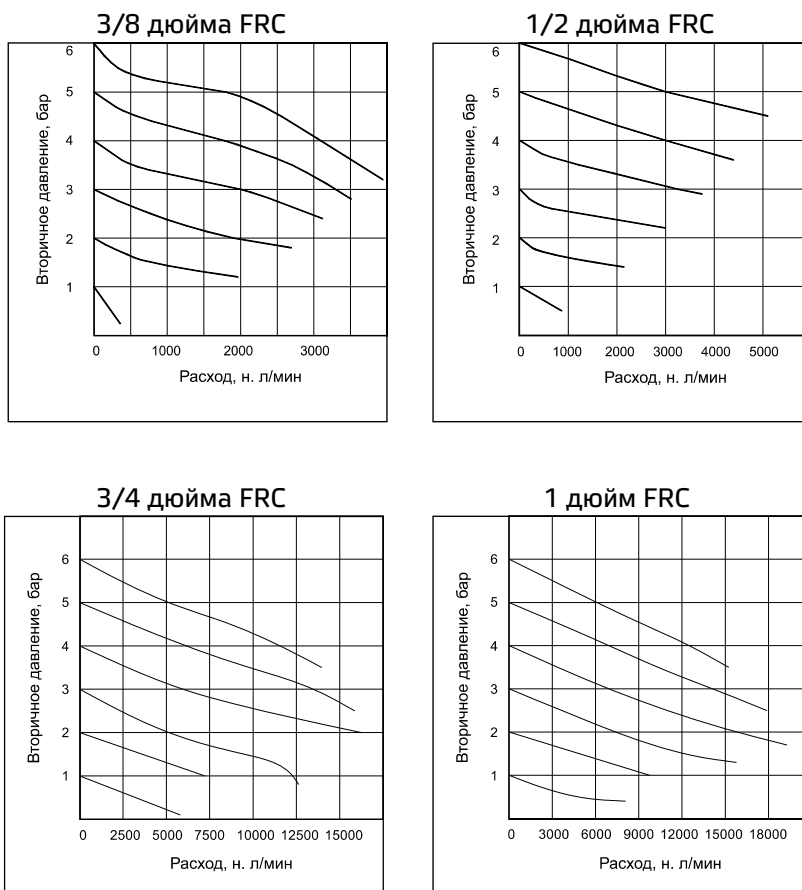 3/8 дюйма FRC
6
5
4
3
2
1
Вторичное давление, бар
0 1000 2000 3000
Расход, н. л/мин
1/2 дюйма FRC
6
5
4
3
2
1
Вторичное давление, бар
0 1000 2000 3000 4000 5000
Расход, н. л/мин
3/4 дюйма FRC
6
5
4
3
2
1
Вторичное давление, бар
0 2500 5000 7500 10000 12500 15000
Расход, н. л/мин
1 дюйм FRC
6
5
4
3
2
1
Вторичное давление, бар
0 3000 6000 9000 12000 15000 18000
Расход, н. л/мин